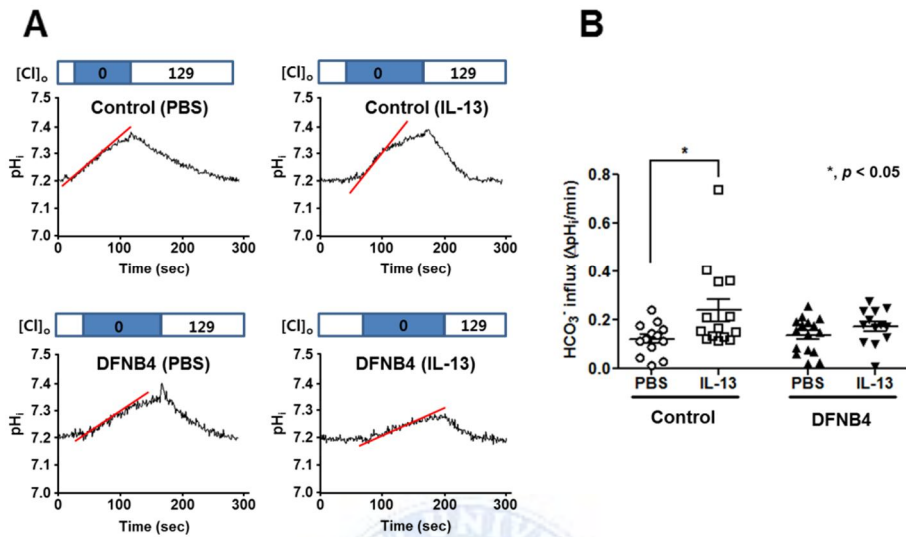 A
[Cl]ₒ 0 129
Control (PBS)
pHᵢ
7.5
7.4
7.3
7.2
7.1
7.0
0 100 200 300
Time (sec)
[Cl]ₒ 0 129
Control (IL-13)
pHᵢ
7.5
7.4
7.3
7.2
7.1
7.0
0 100 200 300
Time (sec)
[Cl]ₒ 0 129
DFNB4 (PBS)
pHᵢ
7.5
7.4
7.3
7.2
7.1
7.0
0 100 200 300
Time (sec)
[Cl]ₒ 0 129
DFNB4 (IL-13)
pHᵢ
7.5
7.4
7.3
7.2
7.1
7.0
0 100 200 300
Time (sec)
B
*
*, p < 0.05
HCO₃⁻ influx (ΔpHᵢ/min)
0.8
0.6
0.4
0.2
0.0
PBS IL-13 PBS IL-13
Control DFNB4